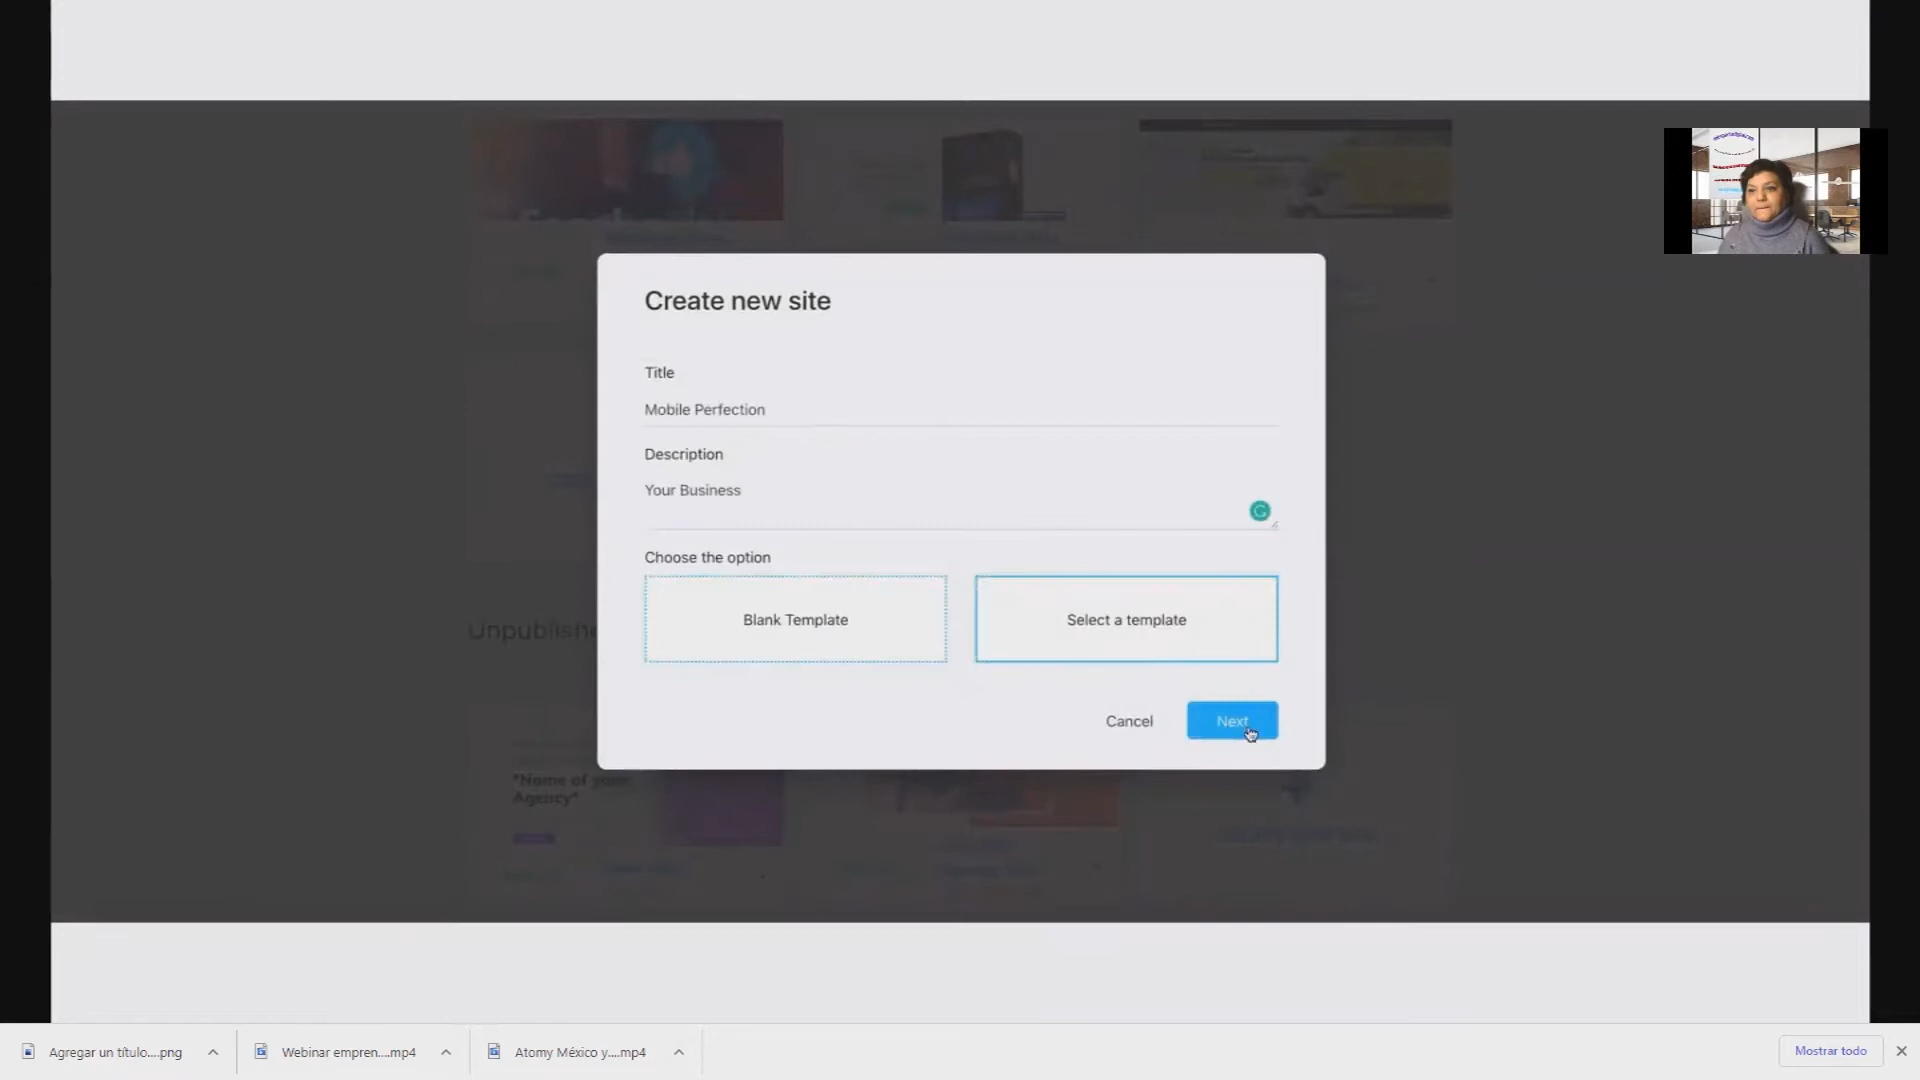 Create new site
Title
Mobile Perfection
Description
Your Business
Choose the option
Blank Template
Select a template
Unpublishe
Cancel
Next
"Name of your
Agency"
Agregar un título....png
Webinar empren....mp4
Atomy México y....mp4
Mostrar todo